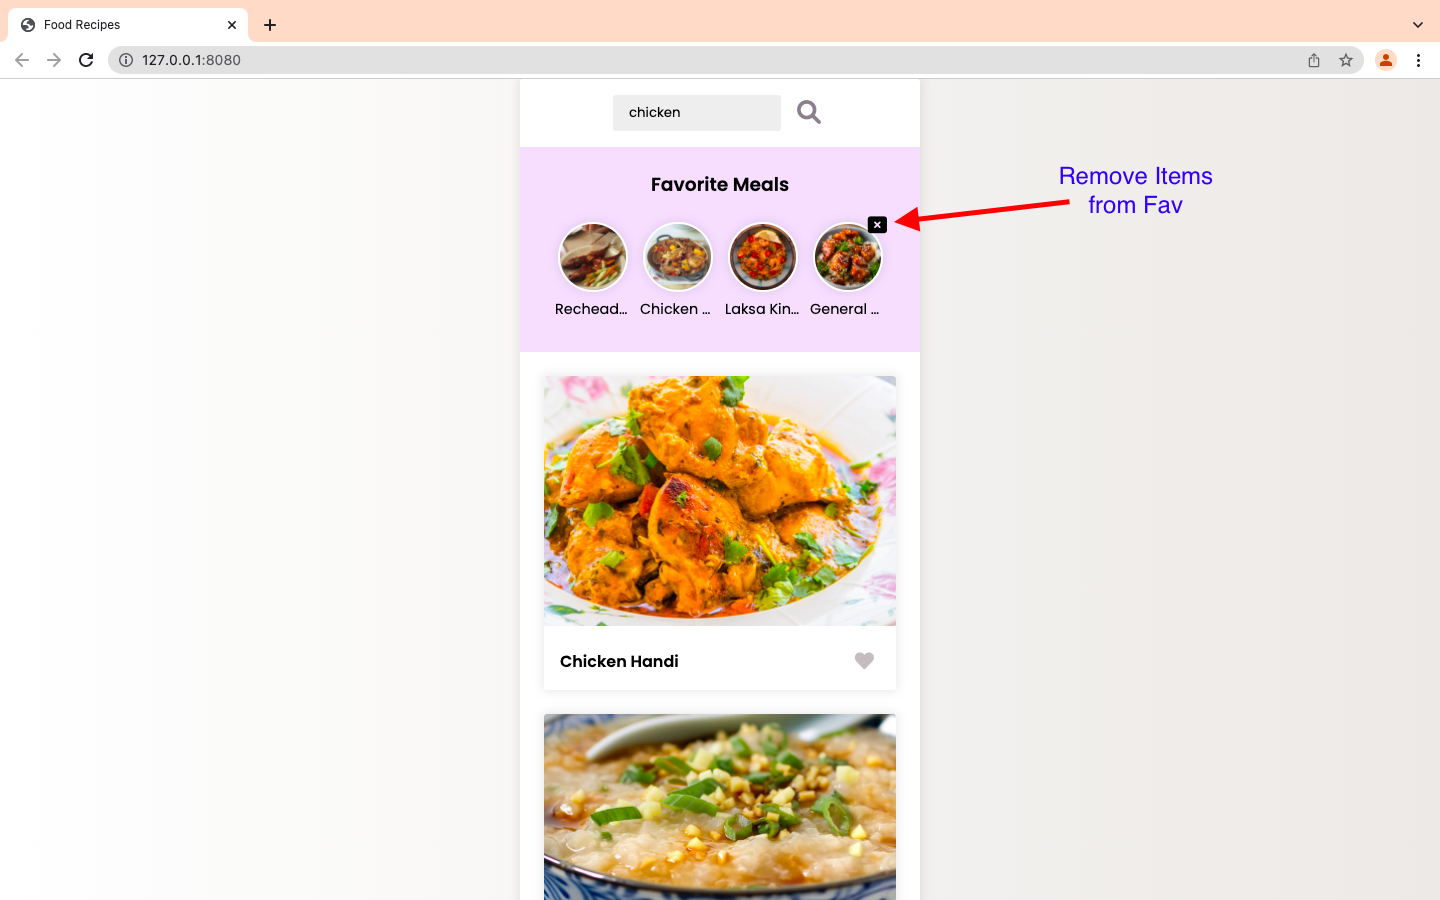 Food Recipes
127.0.0.1:8080
chicken
Favorite Meals
Remove Items
from Fav
Rechead...
Chicken ...
Laksa Kin...
General ...
Chicken Handi